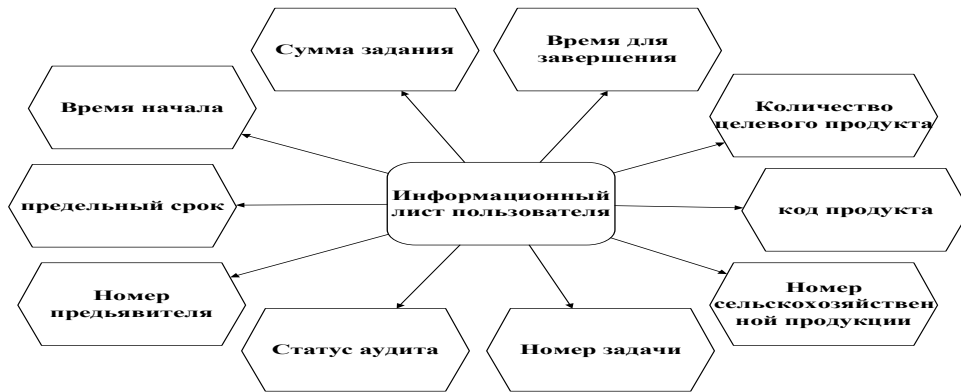 Сумма задания
Время для
завершения
Время начала
Количество
целевого продукта
Информационный
лист пользователя
предельный срок
код продукта
Номер
предьявителя
Номер
сельскохозяйствен
ной продукции
Статус аудита
Номер задачи